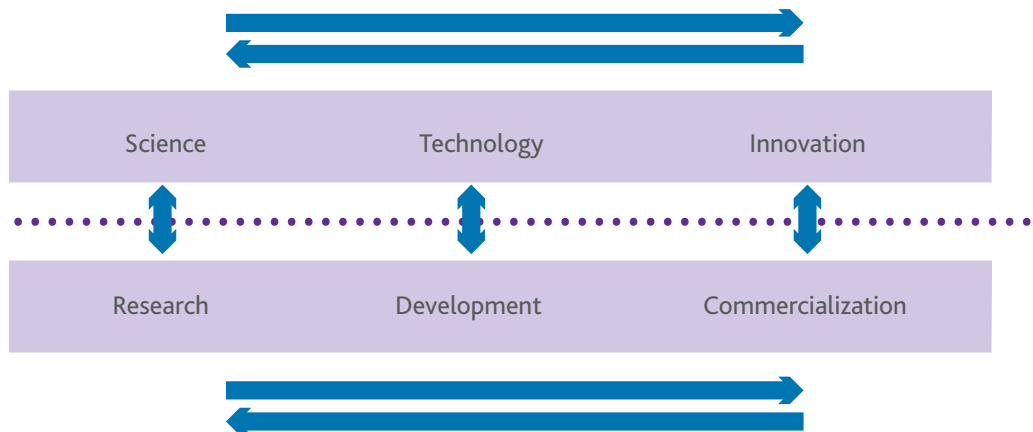 Science Technology Innovation
Research Development Commercialization